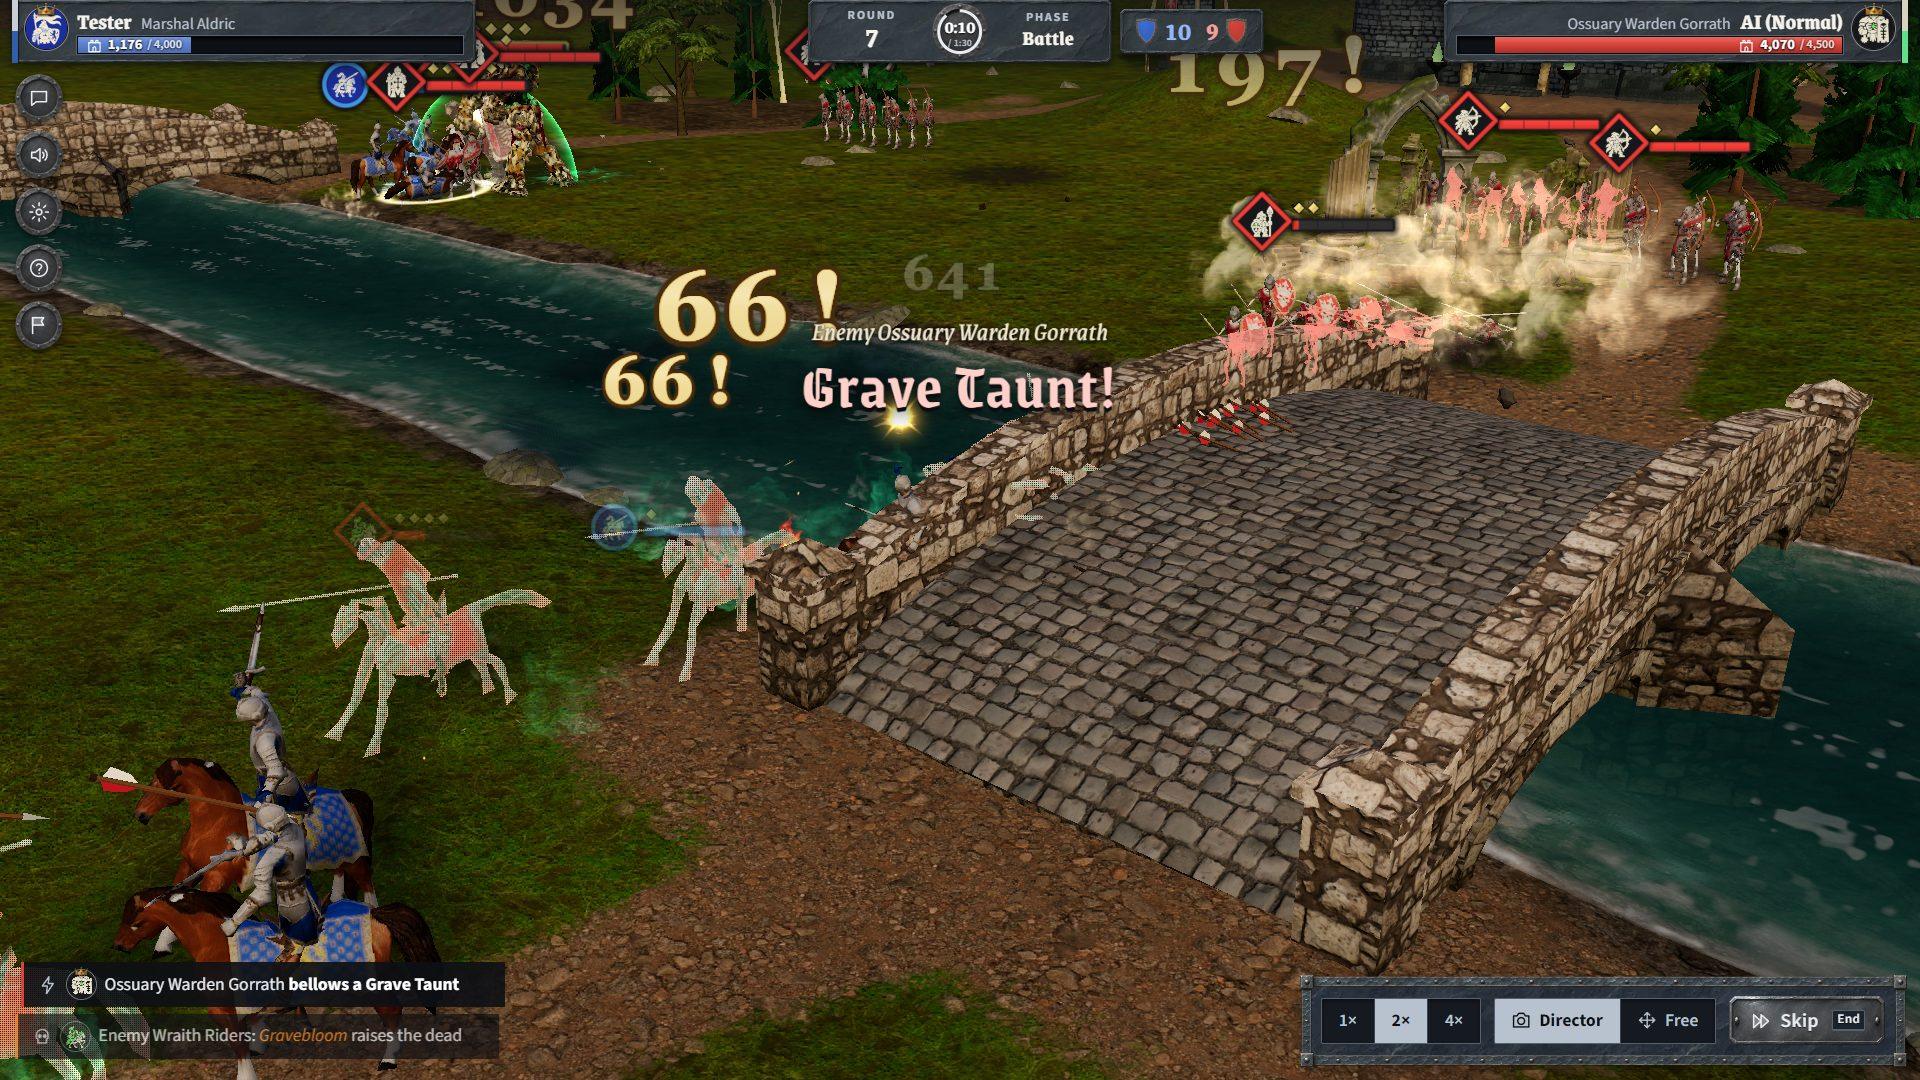 Tester Marshal Aldric
1,176 / 4,000
ROUND
7
0:10
/ 1:30
PHASE
Battle
10 9
Ossuary Warden Gorrath AI (Normal)
4,070 / 4,500
197!
641
66!
Enemy Ossuary Warden Gorrath
66!
Grave Taunt!
Ossuary Warden Gorrath bellows a Grave Taunt
Enemy Wraith Riders: Gravebloom raises the dead
1× 2× 4× Director Free Skip End